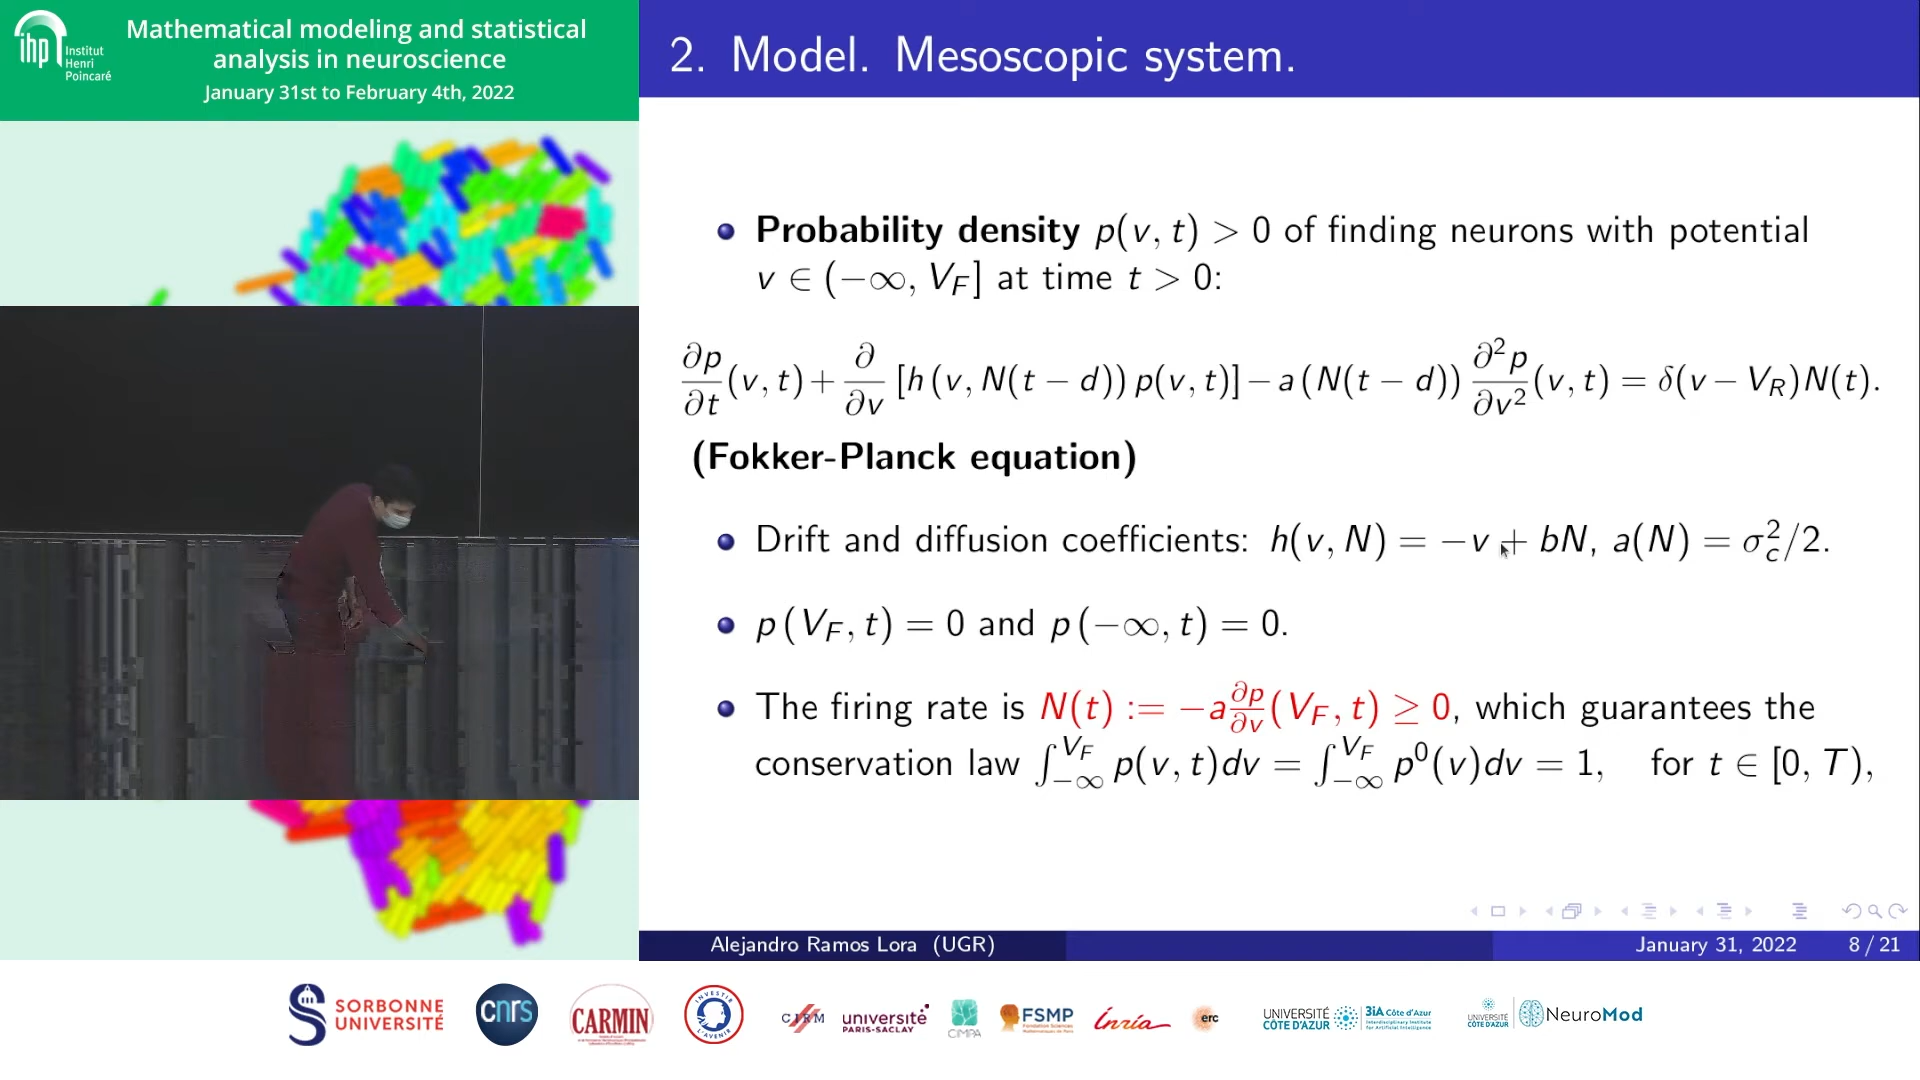 ihp
Institut
Henri
Poincaré
Mathematical modeling and statistical
analysis in neuroscience
January 31st to February 4th, 2022
2. Model. Mesoscopic system.
Probability density p(v, t) > 0 of finding neurons with potential
v ∈ (−∞, V_F] at time t > 0:
∂p/∂t (v, t) + ∂/∂v [h (v, N(t − d)) p(v, t)] − a (N(t − d)) ∂²p/∂v² (v, t) = δ(v − V_R)N(t).
(Fokker-Planck equation)
Drift and diffusion coefficients: h(v, N) = −v + bN, a(N) = σ_c²/2.
p (V_F, t) = 0 and p (−∞, t) = 0.
The firing rate is N(t) := −a ∂p/∂v (V_F, t) ≥ 0, which guarantees the
conservation law ∫_{−∞}^{V_F} p(v, t)dv = ∫_{−∞}^{V_F} p⁰(v)dv = 1, for t ∈ [0, T),
Alejandro Ramos Lora (UGR)
January 31, 2022
8 / 21
SORBONNE
UNIVERSITÉ
cnrs
CARMIN
INVESTIR
L'AVENIR
CIRM
université
PARIS-SACLAY
CIMPA
FSMP
Inria
erc
UNIVERSITÉ
CÔTE D'AZUR
3iA Côte d'Azur
UNIVERSITÉ
CÔTE D'AZUR
NeuroMod